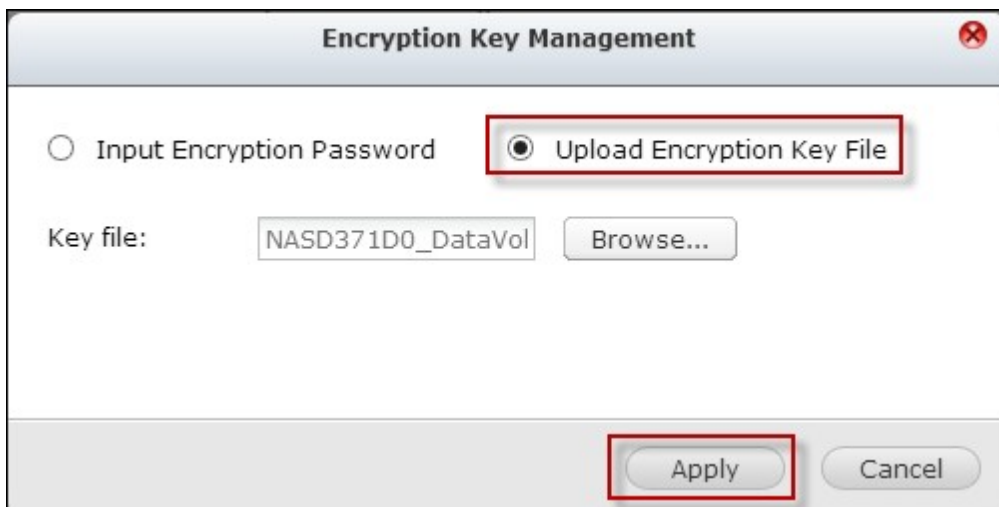 Encryption Key Management
Input Encryption Password Upload Encryption Key File
Key file: NASD371D0_DataVol Browse...
Apply Cancel